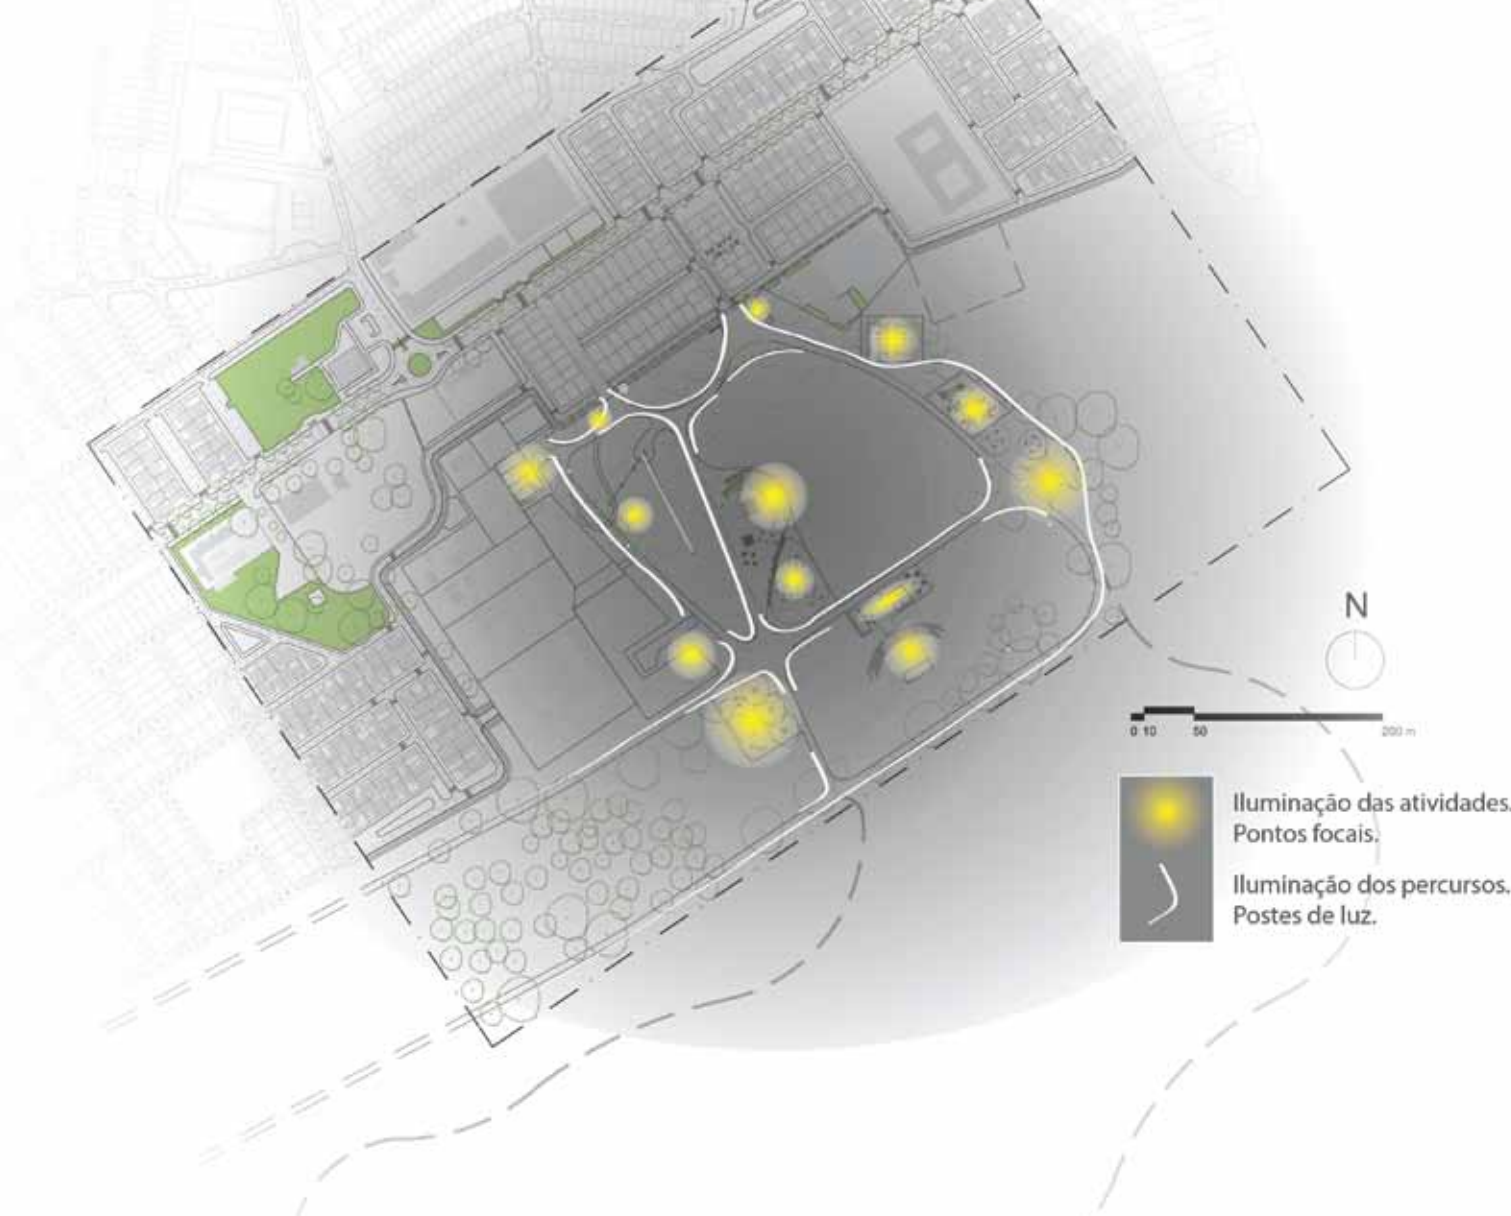 N
0 10 50 200 m
Iluminação das atividades.
Pontos focais.
Iluminação dos percursos.
Postes de luz.